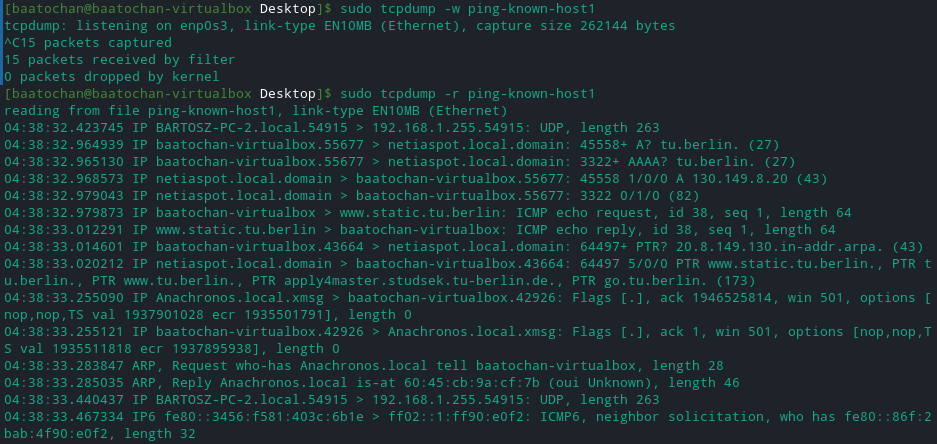 [baatochan@baatochan-virtualbox Desktop]$ sudo tcpdump -w ping-known-host1
tcpdump: listening on enp0s3, link-type EN10MB (Ethernet), capture size 262144 bytes
^C15 packets captured
15 packets received by filter
0 packets dropped by kernel
[baatochan@baatochan-virtualbox Desktop]$ sudo tcpdump -r ping-known-host1
reading from file ping-known-host1, link-type EN10MB (Ethernet)
04:38:32.423745 IP BARTOSZ-PC-2.local.54915 > 192.168.1.255.54915: UDP, length 263
04:38:32.964939 IP baatochan-virtualbox.55677 > netiaspot.local.domain: 45558+ A? tu.berlin. (27)
04:38:32.965130 IP baatochan-virtualbox.55677 > netiaspot.local.domain: 3322+ AAAA? tu.berlin. (27)
04:38:32.968573 IP netiaspot.local.domain > baatochan-virtualbox.55677: 45558 1/0/0 A 130.149.8.20 (43)
04:38:32.979043 IP netiaspot.local.domain > baatochan-virtualbox.55677: 3322 0/1/0 (82)
04:38:32.979873 IP baatochan-virtualbox > www.static.tu.berlin: ICMP echo request, id 38, seq 1, length 64
04:38:33.012291 IP www.static.tu.berlin > baatochan-virtualbox: ICMP echo reply, id 38, seq 1, length 64
04:38:33.014601 IP baatochan-virtualbox.43664 > netiaspot.local.domain: 64497+ PTR? 20.8.149.130.in-addr.arpa. (43)
04:38:33.020212 IP netiaspot.local.domain > baatochan-virtualbox.43664: 64497 5/0/0 PTR www.static.tu.berlin., PTR t
u.berlin., PTR www.tu.berlin., PTR apply4master.studsek.tu-berlin.de., PTR go.tu.berlin. (173)
04:38:33.255090 IP Anachronos.local.xmsg > baatochan-virtualbox.42926: Flags [.], ack 1946525814, win 501, options [
nop,nop,TS val 1937901028 ecr 1935501791], length 0
04:38:33.255121 IP baatochan-virtualbox.42926 > Anachronos.local.xmsg: Flags [.], ack 1, win 501, options [nop,nop,T
S val 1935511818 ecr 1937895938], length 0
04:38:33.283847 ARP, Request who-has Anachronos.local tell baatochan-virtualbox, length 28
04:38:33.285035 ARP, Reply Anachronos.local is-at 60:45:cb:9a:cf:7b (oui Unknown), length 46
04:38:33.440437 IP BARTOSZ-PC-2.local.54915 > 192.168.1.255.54915: UDP, length 263
04:38:33.467334 IP6 fe80::3456:f581:403c:6b1e > ff02::1:ff90:e0f2: ICMP6, neighbor solicitation, who has fe80::86f:2
bab:4f90:e0f2, length 32